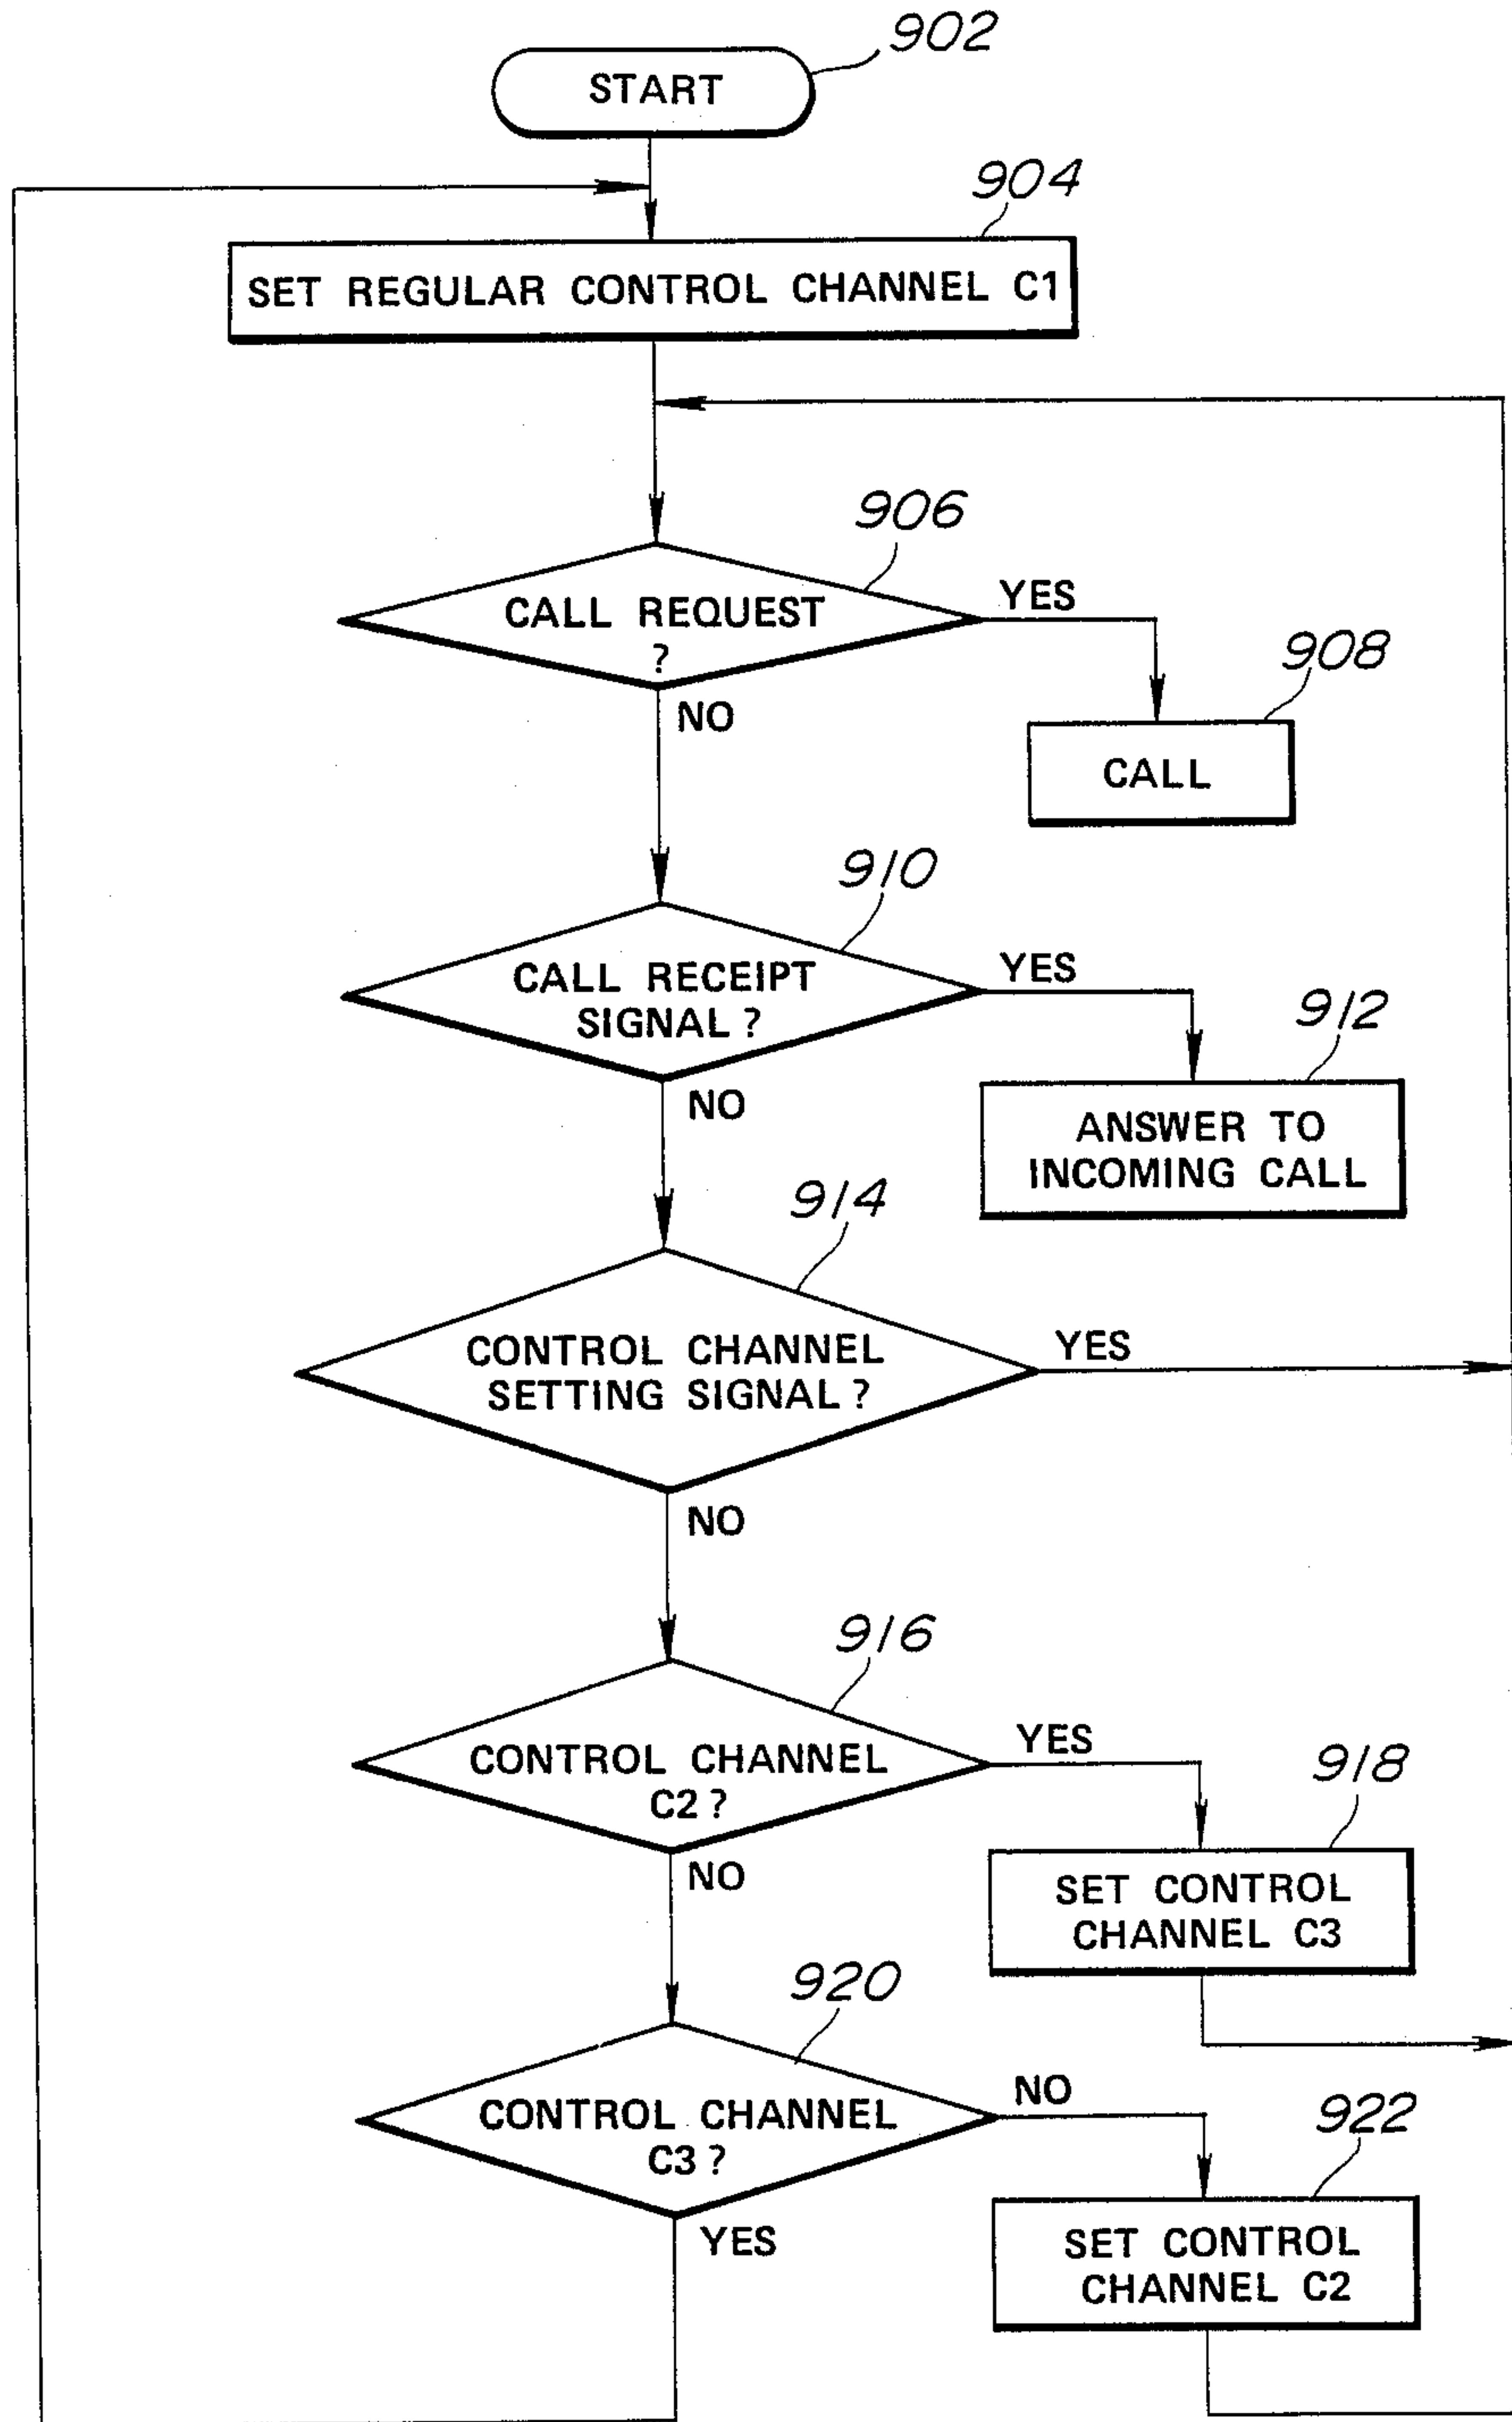 902
START
904
SET REGULAR CONTROL CHANNEL C1
906
CALL REQUEST
?
YES
NO
908
CALL
910
CALL RECEIPT
SIGNAL ?
YES
NO
912
ANSWER TO
INCOMING CALL
914
CONTROL CHANNEL
SETTING SIGNAL ?
YES
NO
916
CONTROL CHANNEL
C2 ?
YES
NO
918
SET CONTROL
CHANNEL C3
920
CONTROL CHANNEL
C3 ?
NO
YES
922
SET CONTROL
CHANNEL C2